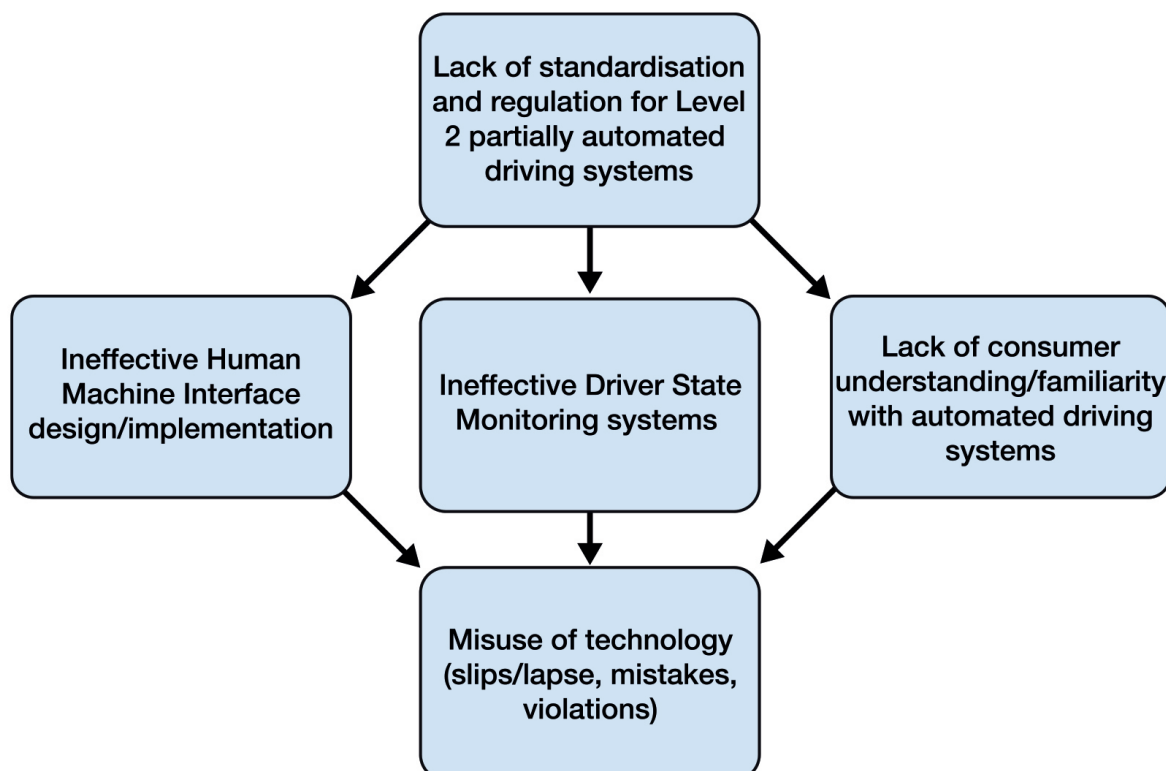 Lack of standardisation
and regulation for Level
2 partially automated
driving systems
Ineffective Human
Machine Interface
design/implementation
Ineffective Driver State
Monitoring systems
Lack of consumer
understanding/familiarity
with automated driving
systems
Misuse of technology
(slips/lapse, mistakes,
violations)